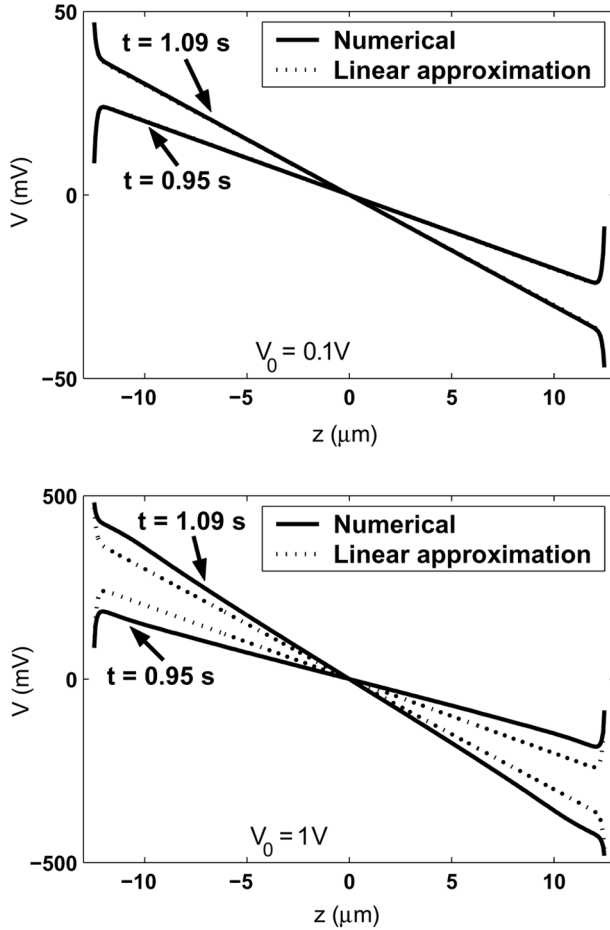 50
t = 1.09 s
Numerical
Linear approximation
V (mV)
0
t = 0.95 s
V₀ = 0.1V
−50
−10 −5 0 5 10
z (μm)
500
t = 1.09 s
Numerical
Linear approximation
V (mV)
0
t = 0.95 s
V₀ = 1V
−500
−10 −5 0 5 10
z (μm)